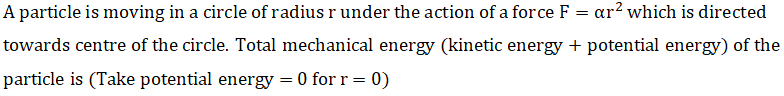 A particle is moving in a circle of radius r under the action of a force F = αr² which is directed
towards centre of the circle. Total mechanical energy (kinetic energy + potential energy) of the
particle is (Take potential energy = 0 for r = 0)